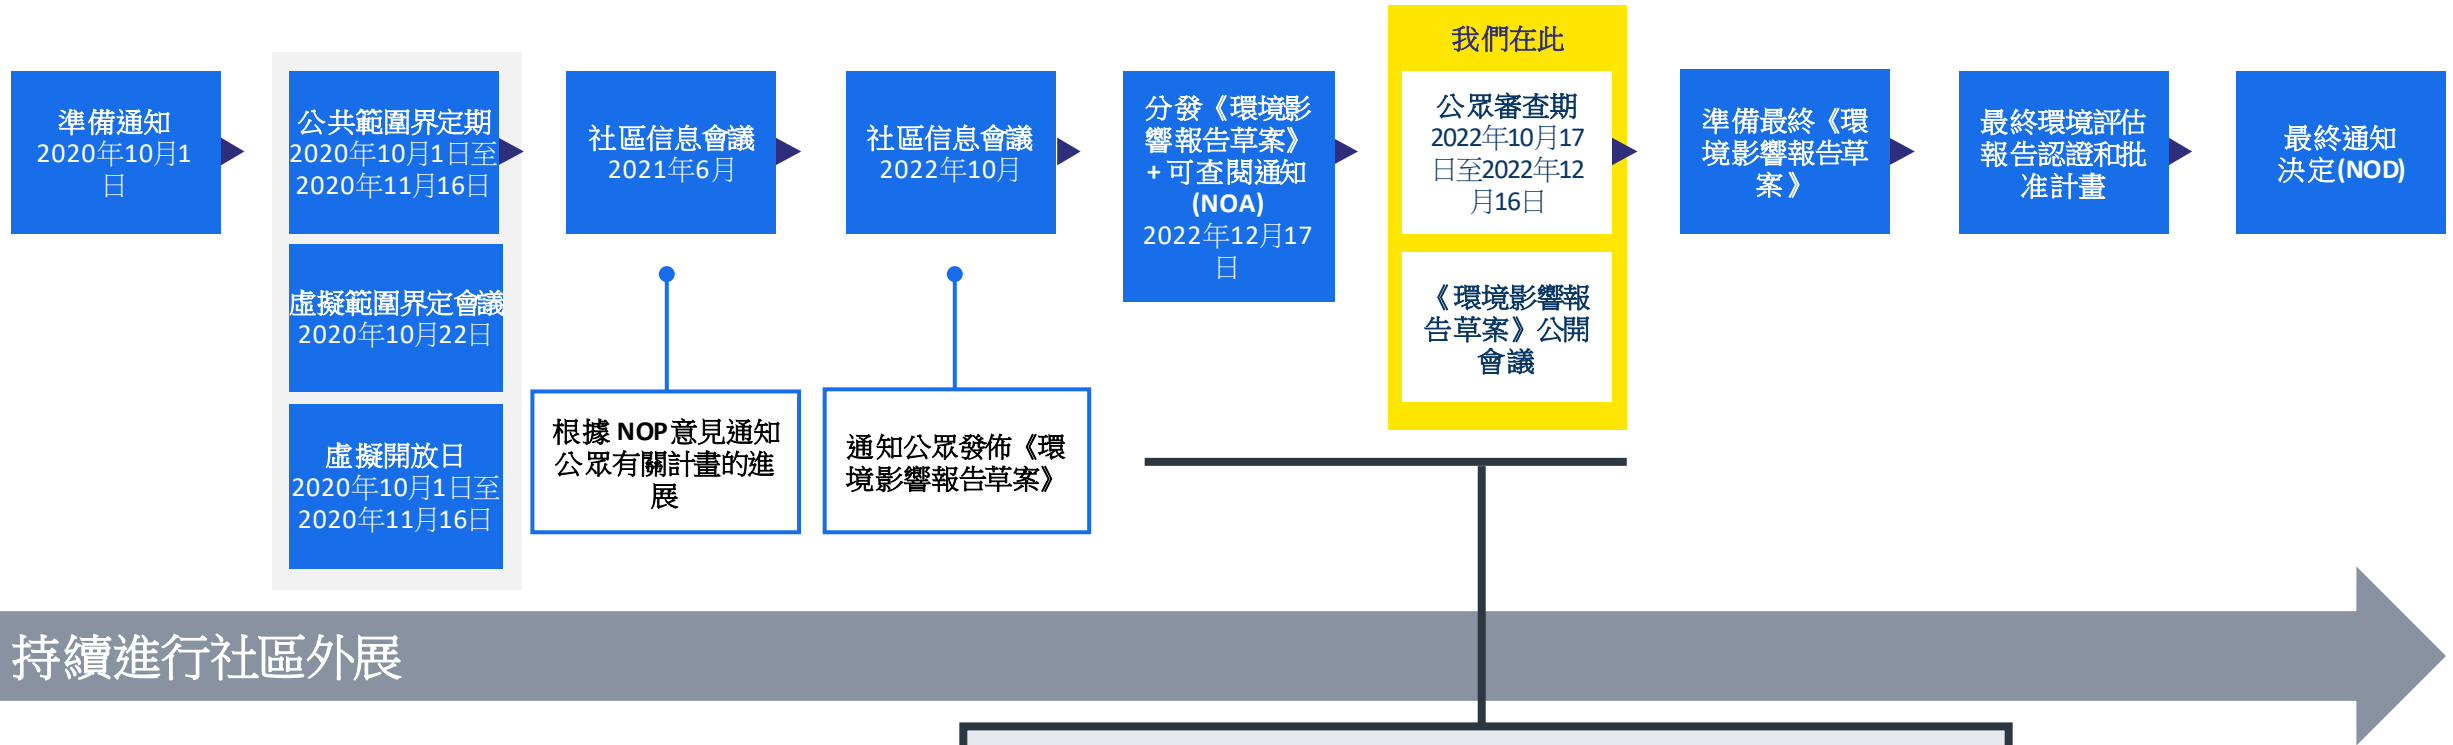 準備通知
2020年10月1
日
公共範圍界定期
2020年10月1日至
2020年11月16日
虛擬範圍界定會議
2020年10月22日
虛擬開放日
2020年10月1日至
2020年11月16日
社區信息會議
2021年6月
根據 NOP意見通知
公眾有關計畫的進
展
社區信息會議
2022年10月
通知公眾發佈《環
境影響報告草案》
分發《環境影
響報告草案》
+ 可查閱通知
(NOA)
2022年12月17
日
我們在此
公眾審查期
2022年10月17
日至2022年12
月16日
《環境影響報
告草案》公開
會議
準備最終《環
境影響報告草
案》
最終環境評估
報告認證和批
准計畫
最終通知
決定(NOD)
持續進行社區外展